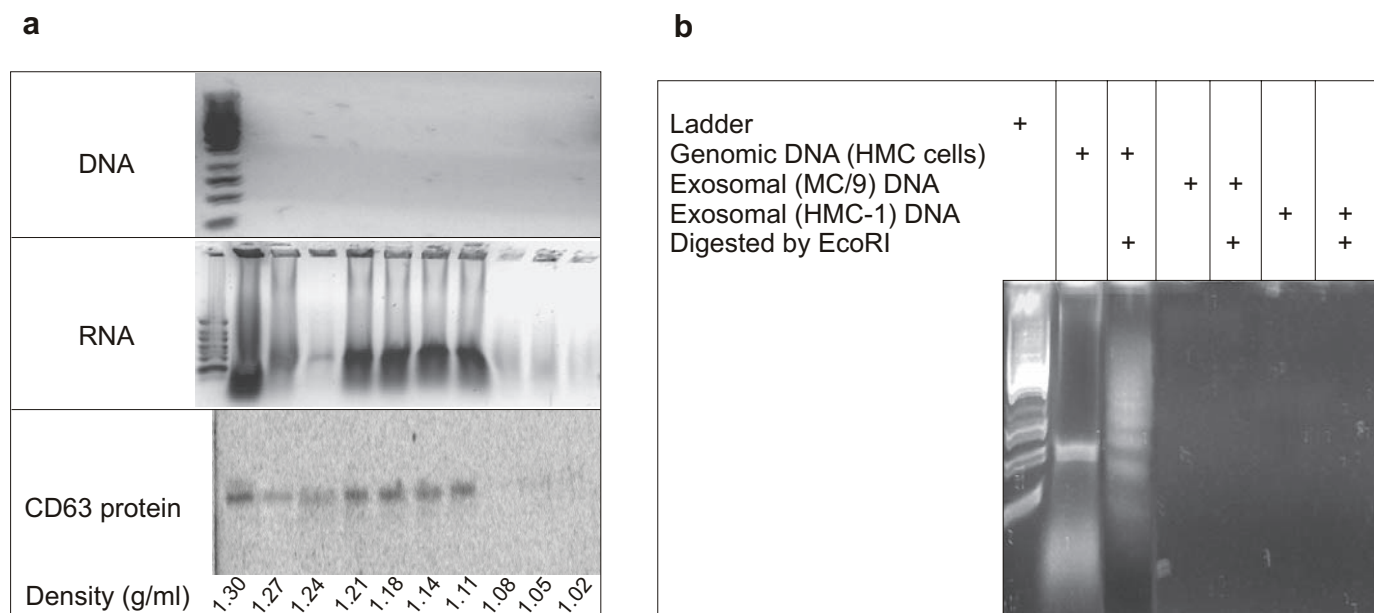 a
DNA
RNA
CD63 protein
Density (g/ml) 1.30 1.27 1.24 1.21 1.18 1.14 1.11 1.08 1.05 1.02
b
Ladder +
Genomic DNA (HMC cells) + +
Exosomal (MC/9) DNA + +
Exosomal (HMC-1) DNA + +
Digested by EcoRI + + +